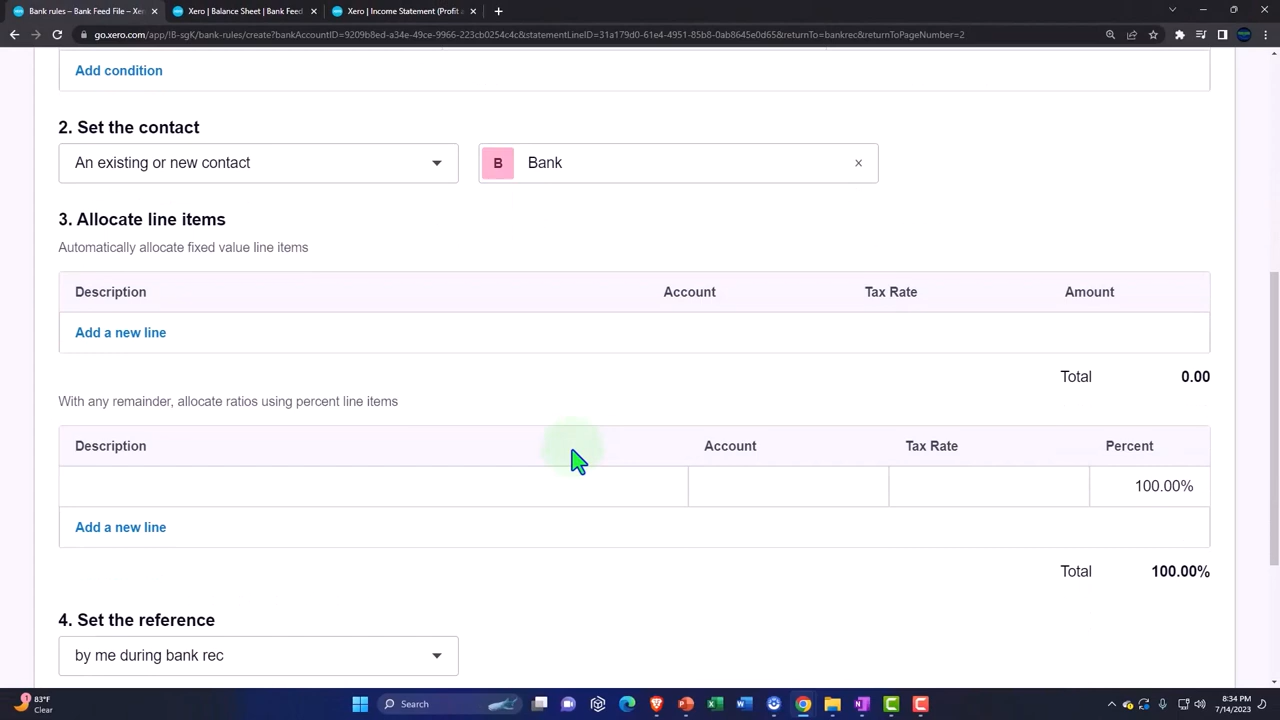 Bank rules – Bank Feed File – Xero
Xero | Balance Sheet | Bank Feed
Xero | Income Statement (Profit a
go.xero.com/app/!B-sgK/bank-rules/create?bankAccountID=9209b8ed-a34e-49ce-9966-223cb0254c4c&statementLineID=31a179d0-61e4-4951-85b8-0ab8645e0d65&returnTo=bankrec&returnToPageNumber=2
Add condition
2. Set the contact
An existing or new contact
B Bank ×
3. Allocate line items
Automatically allocate fixed value line items
Description Account Tax Rate Amount
Add a new line
Total 0.00
With any remainder, allocate ratios using percent line items
Description Account Tax Rate Percent
100.00%
Add a new line
Total 100.00%
4. Set the reference
by me during bank rec
1 83°F
Clear
Search
8:34 PM
7/14/2023